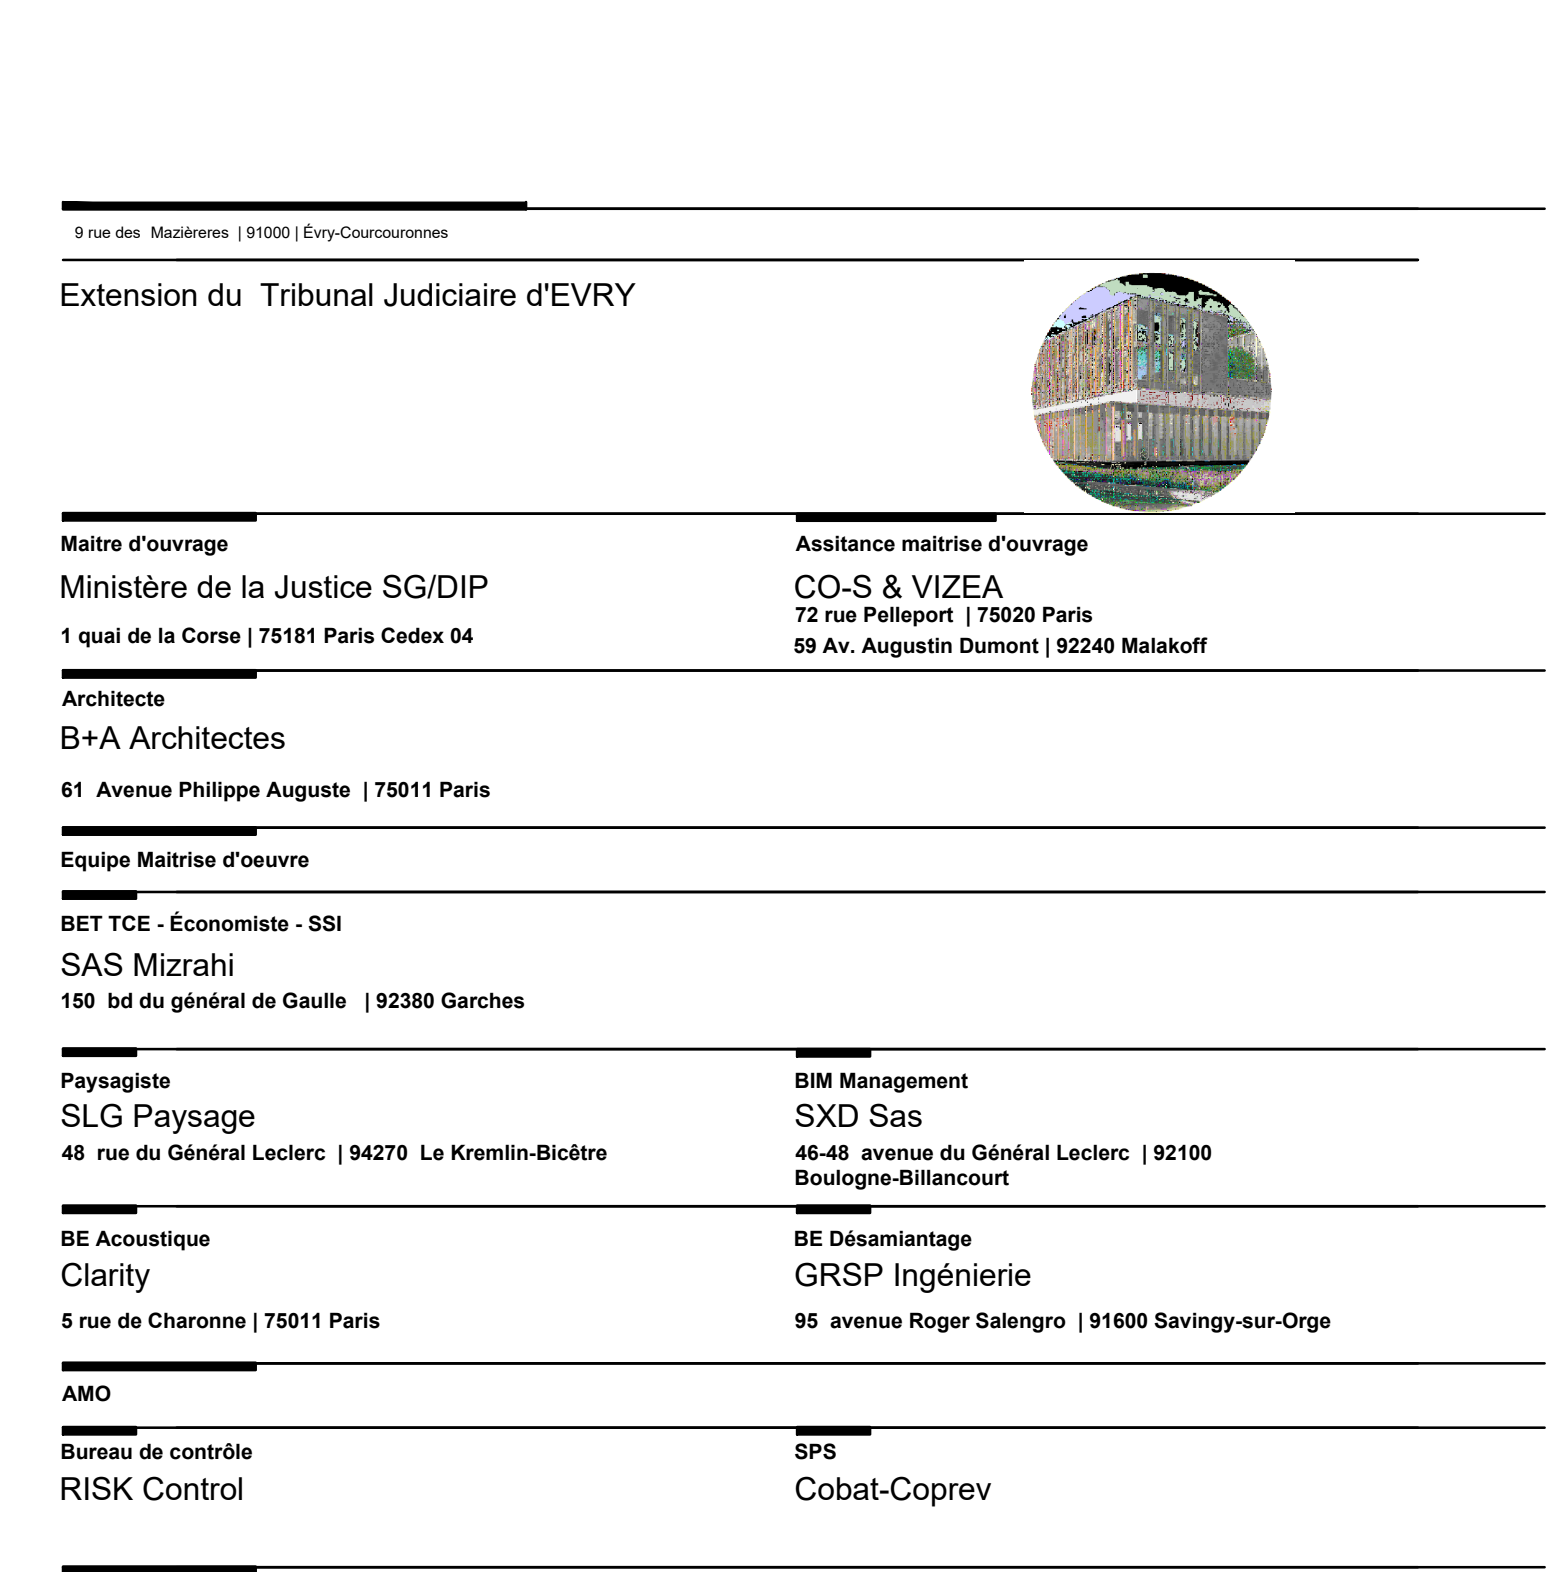 9 rue des Mazièreres | 91000 | Évry-Courcouronnes
Extension du Tribunal Judiciaire d'EVRY
Maitre d'ouvrage
Ministère de la Justice SG/DIP
1 quai de la Corse | 75181 Paris Cedex 04
Assitance maitrise d'ouvrage
CO-S & VIZEA
72 rue Pelleport | 75020 Paris
59 Av. Augustin Dumont | 92240 Malakoff
Architecte
B+A Architectes
61 Avenue Philippe Auguste | 75011 Paris
Equipe Maitrise d'oeuvre
BET TCE - Économiste - SSI
SAS Mizrahi
150 bd du général de Gaulle | 92380 Garches
Paysagiste
SLG Paysage
48 rue du Général Leclerc | 94270 Le Kremlin-Bicêtre
BIM Management
SXD Sas
46-48 avenue du Général Leclerc | 92100
Boulogne-Billancourt
BE Acoustique
Clarity
5 rue de Charonne | 75011 Paris
BE Désamiantage
GRSP Ingénierie
95 avenue Roger Salengro | 91600 Savingy-sur-Orge
AMO
Bureau de contrôle
RISK Control
SPS
Cobat-Coprev